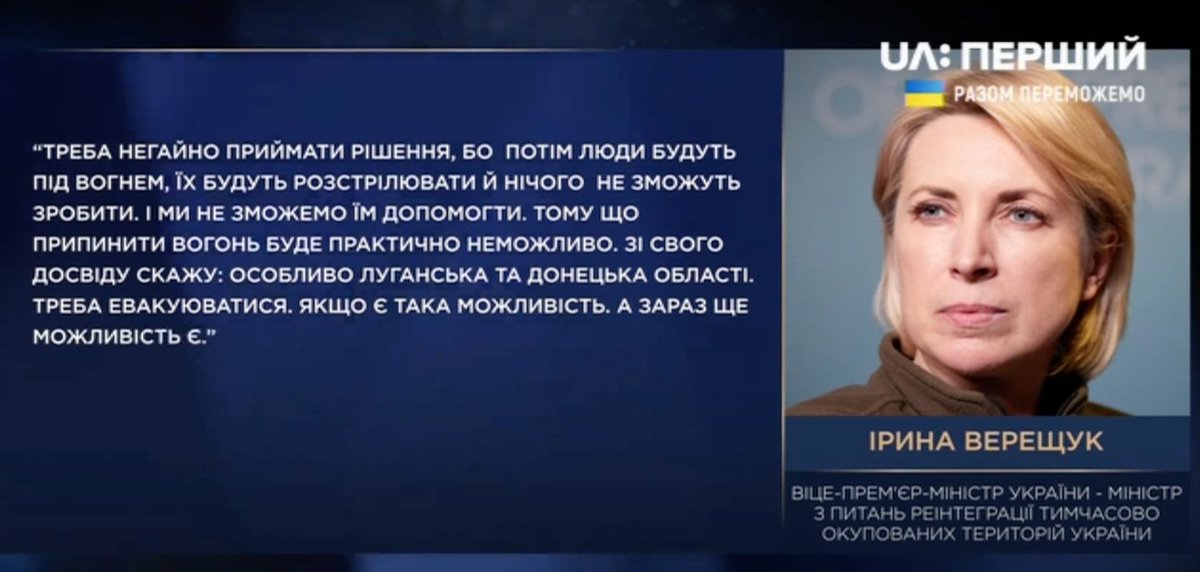 UA: ПЕРШИЙ
РАЗОМ ПЕРЕМОЖЕМО
“ТРЕБА НЕГАЙНО ПРИЙМАТИ РІШЕННЯ, БО ПОТІМ ЛЮДИ БУДУТЬ
ПІД ВОГНЕМ, ЇХ БУДУТЬ РОЗСТРІЛЮВАТИ Й НІЧОГО НЕ ЗМОЖУТЬ
ЗРОБИТИ. І МИ НЕ ЗМОЖЕМО ЇМ ДОПОМОГТИ. ТОМУ ЩО
ПРИПИНИТИ ВОГОНЬ БУДЕ ПРАКТИЧНО НЕМОЖЛИВО. ЗІ СВОГО
ДОСВІДУ СКАЖУ: ОСОБЛИВО ЛУГАНСЬКА ТА ДОНЕЦЬКА ОБЛАСТІ.
ТРЕБА ЕВАКУЮВАТИСЯ. ЯКЩО Є ТАКА МОЖЛИВІСТЬ. А ЗАРАЗ ЩЕ
МОЖЛИВІСТЬ Є.”
ІРИНА ВЕРЕЩУК
ВІЦЕ-ПРЕМ'ЄР-МІНІСТР УКРАЇНИ - МІНІСТР
З ПИТАНЬ РЕІНТЕГРАЦІЇ ТИМЧАСОВО
ОКУПОВАНИХ ТЕРИТОРІЙ УКРАЇНИ